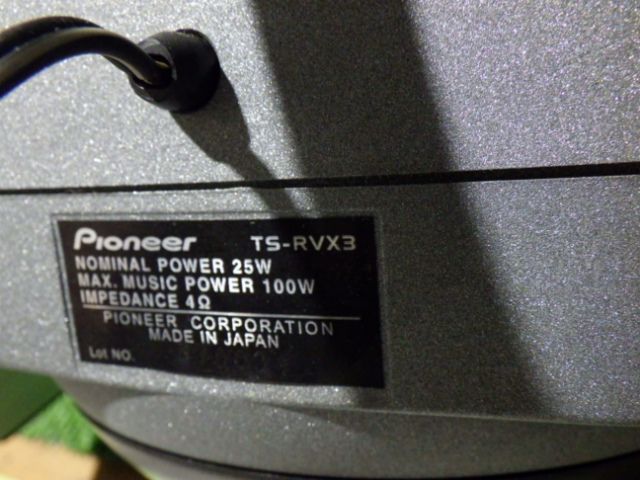 Pioneer TS-RVX3
NOMINAL POWER 25W
MAX. MUSIC POWER 100W
IMPEDANCE 4Ω
PIONEER CORPORATION
MADE IN JAPAN
Lot NO.